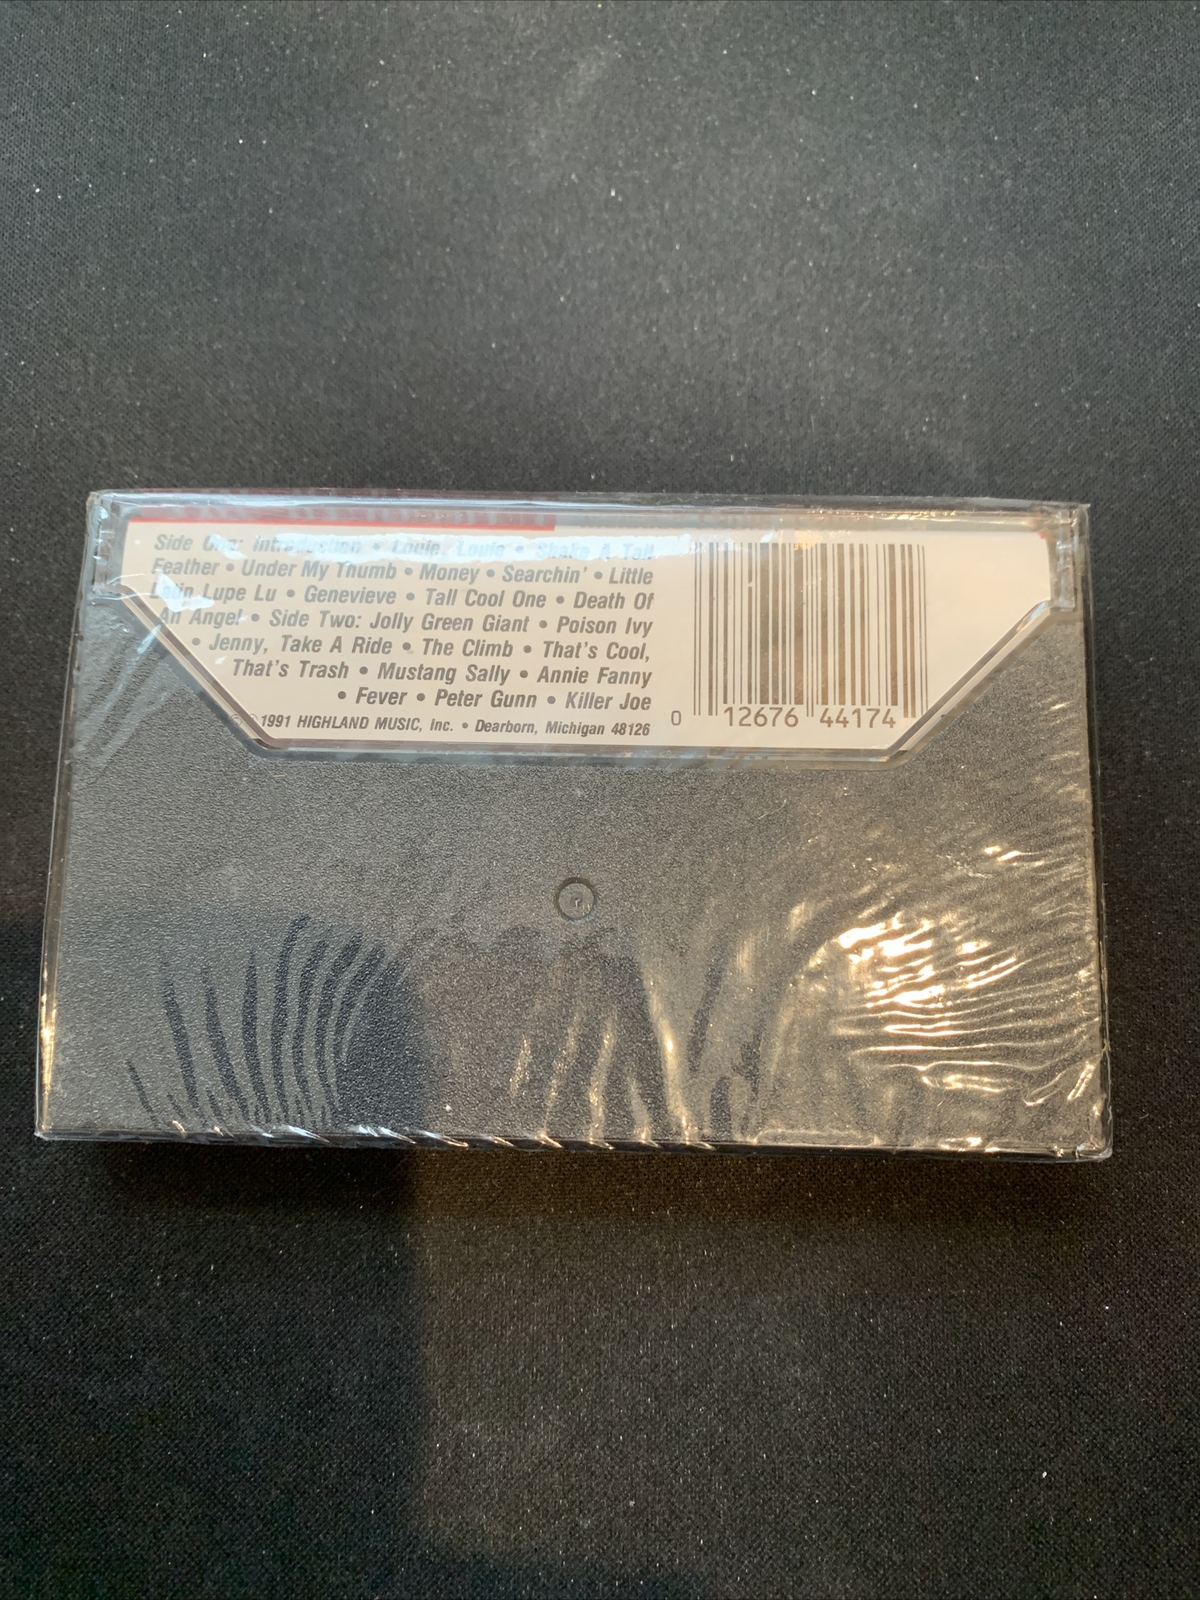 Side One: Introduction • Louie, Louie • Shake A Tail
Feather • Under My Thumb • Money • Searchin' • Little
Latin Lupe Lu • Genevieve • Tall Cool One • Death Of
An Angel • Side Two: Jolly Green Giant • Poison Ivy
• Jenny, Take A Ride • The Climb • That's Cool,
That's Trash • Mustang Sally • Annie Fanny
• Fever • Peter Gunn • Killer Joe
℗©1991 HIGHLAND MUSIC, Inc. • Dearborn, Michigan 48126
0 12676 44174